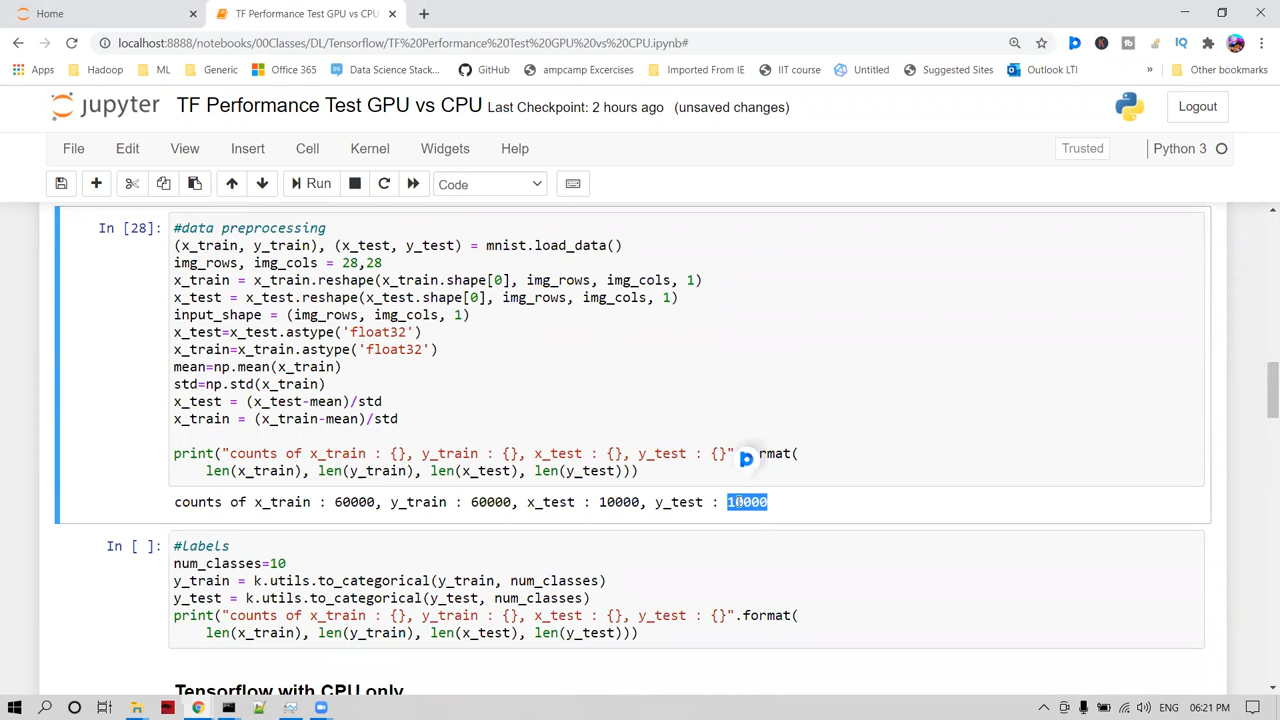 Home
TF Performance Test GPU vs CPU
localhost:8888/notebooks/00Classes/DL/Tensorflow/TF%20Performance%20Test%20GPU%20vs%20CPU.ipynb#
Apps Hadoop ML Generic Office 365 Data Science Stack... GitHub ampcamp Excercises Imported From IE IIT course Untitled Suggested Sites Outlook LTI » Other bookmarks
jupyter TF Performance Test GPU vs CPU Last Checkpoint: 2 hours ago (unsaved changes) Logout
File Edit View Insert Cell Kernel Widgets Help Trusted Python 3
Run Code
In [28]: #data preprocessing
(x_train, y_train), (x_test, y_test) = mnist.load_data()
img_rows, img_cols = 28,28
x_train = x_train.reshape(x_train.shape[0], img_rows, img_cols, 1)
x_test = x_test.reshape(x_test.shape[0], img_rows, img_cols, 1)
input_shape = (img_rows, img_cols, 1)
x_test=x_test.astype('float32')
x_train=x_train.astype('float32')
mean=np.mean(x_train)
std=np.std(x_train)
x_test = (x_test-mean)/std
x_train = (x_train-mean)/std
print("counts of x_train : {}, y_train : {}, x_test : {}, y_test : {}" rmat(
len(x_train), len(y_train), len(x_test), len(y_test)))
counts of x_train : 60000, y_train : 60000, x_test : 10000, y_test : 10000
In [ ]: #labels
num_classes=10
y_train = k.utils.to_categorical(y_train, num_classes)
y_test = k.utils.to_categorical(y_test, num_classes)
print("counts of x_train : {}, y_train : {}, x_test : {}, y_test : {}".format(
len(x_train), len(y_train), len(x_test), len(y_test)))
Tensorflow with CPU only
06:21 PM